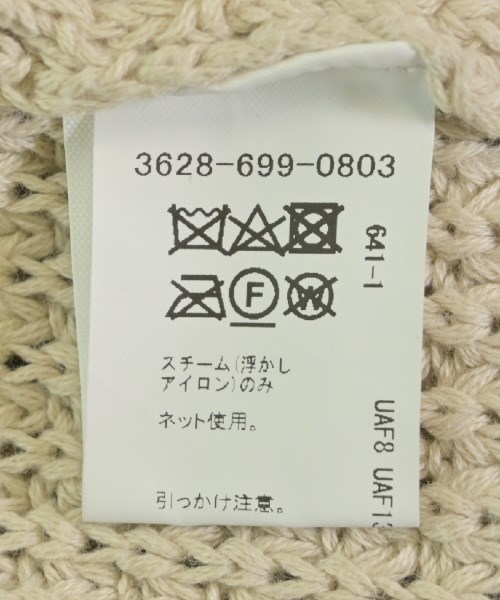 3628-699-0803
F
W
スチーム(浮かし
アイロン)のみ
ネット使用。
引っかけ注意。
641-1
UAF8 UAF13